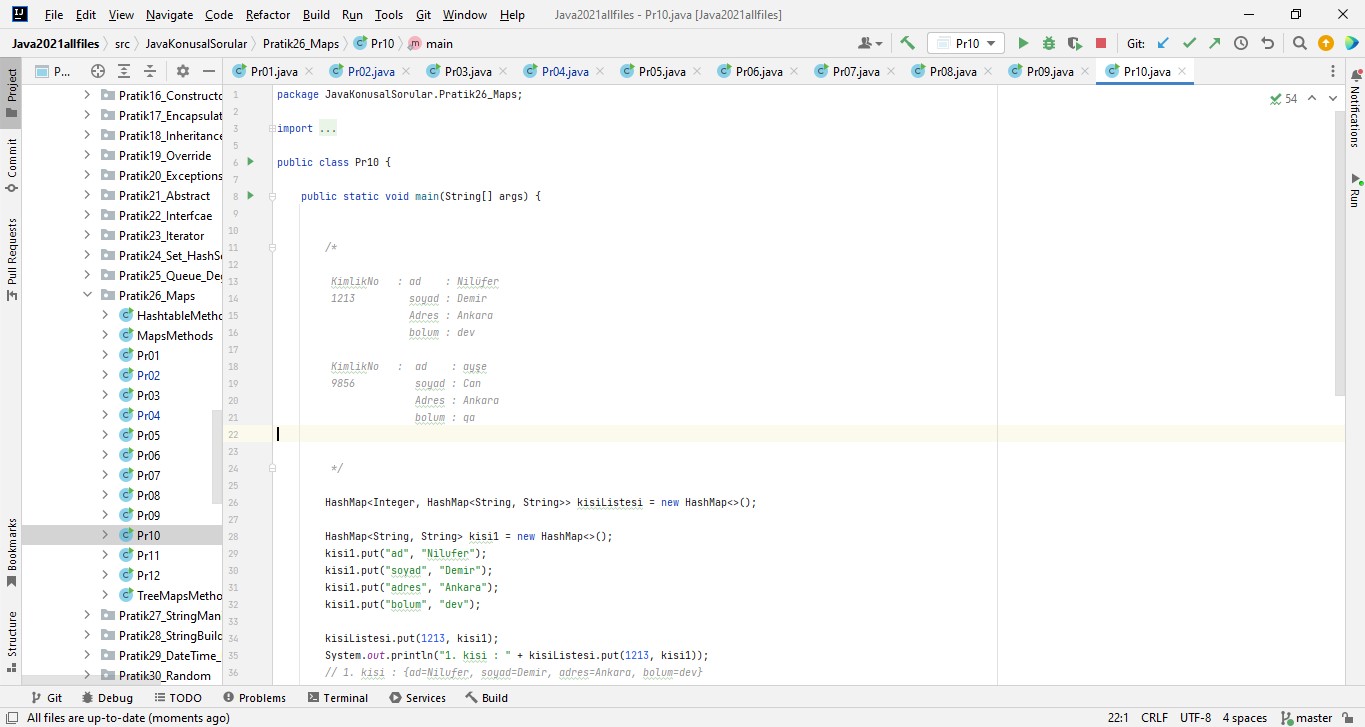 File Edit View Navigate Code Refactor Build Run Tools Git Window Help Java2021allfiles - Pr10.java [Java2021allfiles]
Java2021allfiles src JavaKonusalSorular Pratik26_Maps Pr10 main Pr10 Git:
P... Pr01.java Pr02.java Pr03.java Pr04.java Pr05.java Pr06.java Pr07.java Pr08.java Pr09.java Pr10.java
Project
Commit
Pull Requests
Bookmarks
Structure
Pratik16_Constructo
Pratik17_Encapsulat
Pratik18_Inheritance
Pratik19_Override
Pratik20_Exceptions
Pratik21_Abstract
Pratik22_Interfcae
Pratik23_Iterator
Pratik24_Set_HashSe
Pratik25_Queue_Deq
Pratik26_Maps
HashtableMetho
MapsMethods
Pr01
Pr02
Pr03
Pr04
Pr05
Pr06
Pr07
Pr08
Pr09
Pr10
Pr11
Pr12
TreeMapsMetho
Pratik27_StringMan
Pratik28_StringBuild
Pratik29_DateTime_
Pratik30_Random
1 package JavaKonusalSorular.Pratik26_Maps;
2
3 import ...
5
6 public class Pr10 {
7
8 public static void main(String[] args) {
9
10
11 /*
12
13 KimlikNo : ad : Nilüfer
14 1213 soyad : Demir
15 Adres : Ankara
16 bolum : dev
17
18 KimlikNo : ad : ayşe
19 9856 soyad : Can
20 Adres : Ankara
21 bolum : qa
22
23
24 */
25
26 HashMap<Integer, HashMap<String, String>> kisiListesi = new HashMap<>();
27
28 HashMap<String, String> kisi1 = new HashMap<>();
29 kisi1.put("ad", "Nilufer");
30 kisi1.put("soyad", "Demir");
31 kisi1.put("adres", "Ankara");
32 kisi1.put("bolum", "dev");
33
34 kisiListesi.put(1213, kisi1);
35 System.out.println("1. kisi : " + kisiListesi.put(1213, kisi1));
36 // 1. kisi : {ad=Nilufer, soyad=Demir, adres=Ankara, bolum=dev}
54
Notifications
Run
Git Debug TODO Problems Terminal Services Build
All files are up-to-date (moments ago) 22:1 CRLF UTF-8 4 spaces master